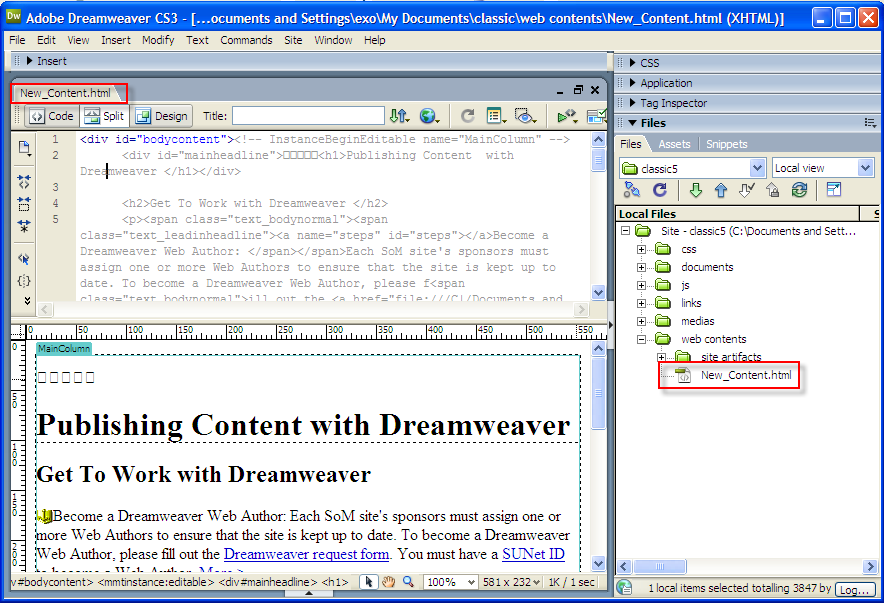 Adobe Dreamweaver CS3 - [...ocuments and Settings\exo\My Documents\classic\web contents\New_Content.html (XHTML)]
File Edit View Insert Modify Text Commands Site Window Help
Insert
New_Content.html
Code Split Design Title:
1 <div id="bodycontent"><!-- InstanceBeginEditable name="MainColumn" -->
2 <div id="mainheadline">□□□□□<h1>Publishing Content with
Dreamweaver </h1></div>
3
4 <h2>Get To Work with Dreamweaver </h2>
5 <p><span class="text_bodynormal"><span
class="text_leadinheadline"><a name="steps" id="steps"></a>Become a
Dreamweaver Web Author: </span></span>Each SoM site's sponsors must
assign one or more Web Authors to ensure that the site is kept up to
date. To become a Dreamweaver Web Author, please f<span
class="text_bodynormal">ill out the <a href="file:///C|/Documents and
0 50 100 150 200 250 300 350 400 450 500 550
0
50
100
150
200
MainColumn
□□□□□
Publishing Content with Dreamweaver
Get To Work with Dreamweaver
Become a Dreamweaver Web Author: Each SoM site's sponsors must assign one or
more Web Authors to ensure that the site is kept up to date. To become a Dreamweaver
Web Author, please fill out the Dreamweaver request form. You must have a SUNet ID
to become a Web Author. More >
v#bodycontent> <mmtinstance:editable> <div#mainheadline> <h1> 100% 581 x 232 1K / 1 sec
CSS
Application
Tag Inspector
Files
Files Assets Snippets
classic5 Local view
Local Files S
Site - classic5 (C:\Documents and Sett...
css
documents
js
links
medias
web contents
site artifacts
New_Content.html
1 local items selected totalling 3847 by Log...